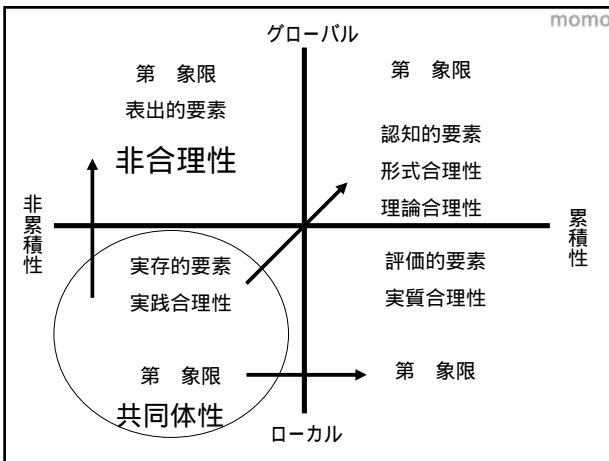 momo
グローバル
第　象限
表出的要素
非合理性
第　象限
認知的要素
形式合理性
理論合理性
非累積性
累積性
実存的要素
実践合理性
評価的要素
実質合理性
第　象限
共同体性
第　象限
ローカル